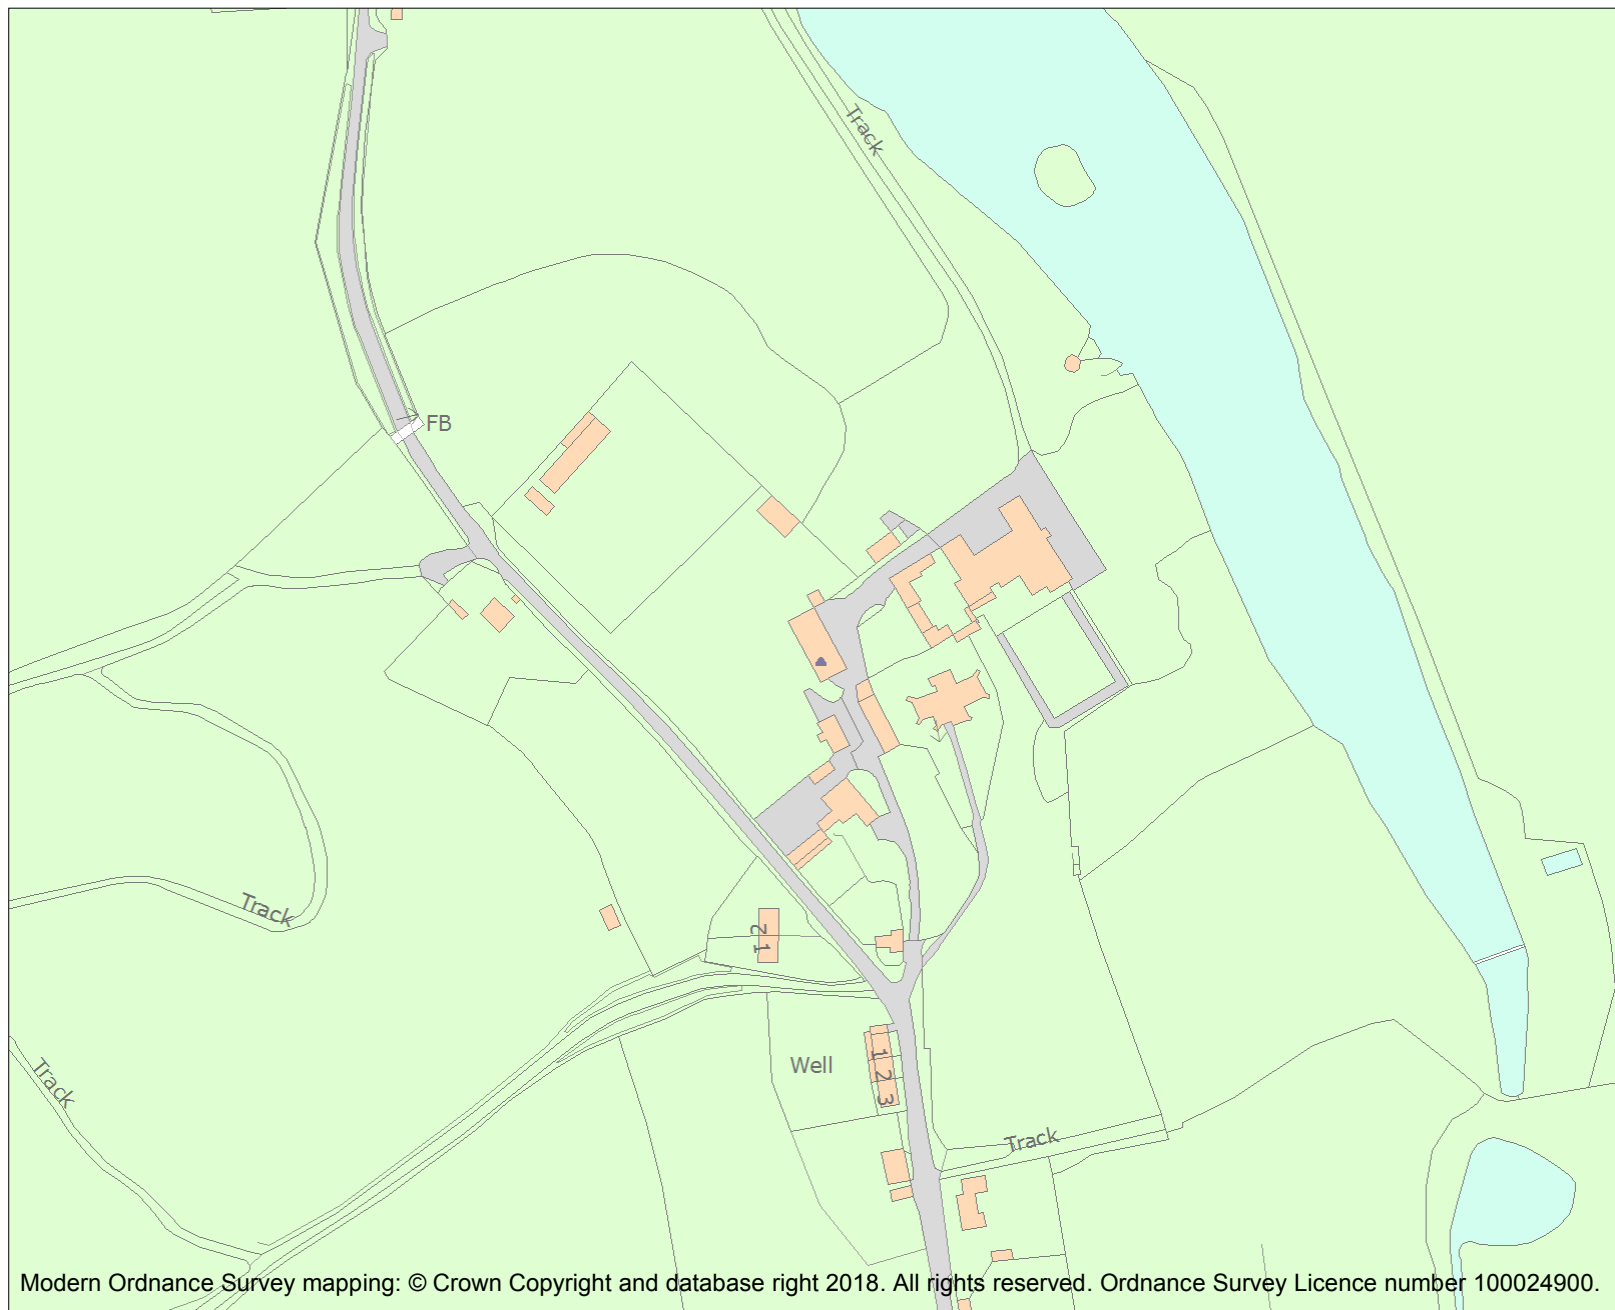 Track
FB
Track
2
1
Well
1
2
3
Track
Track
Modern Ordnance Survey mapping: © Crown Copyright and database right 2018. All rights reserved. Ordnance Survey Licence number 100024900.